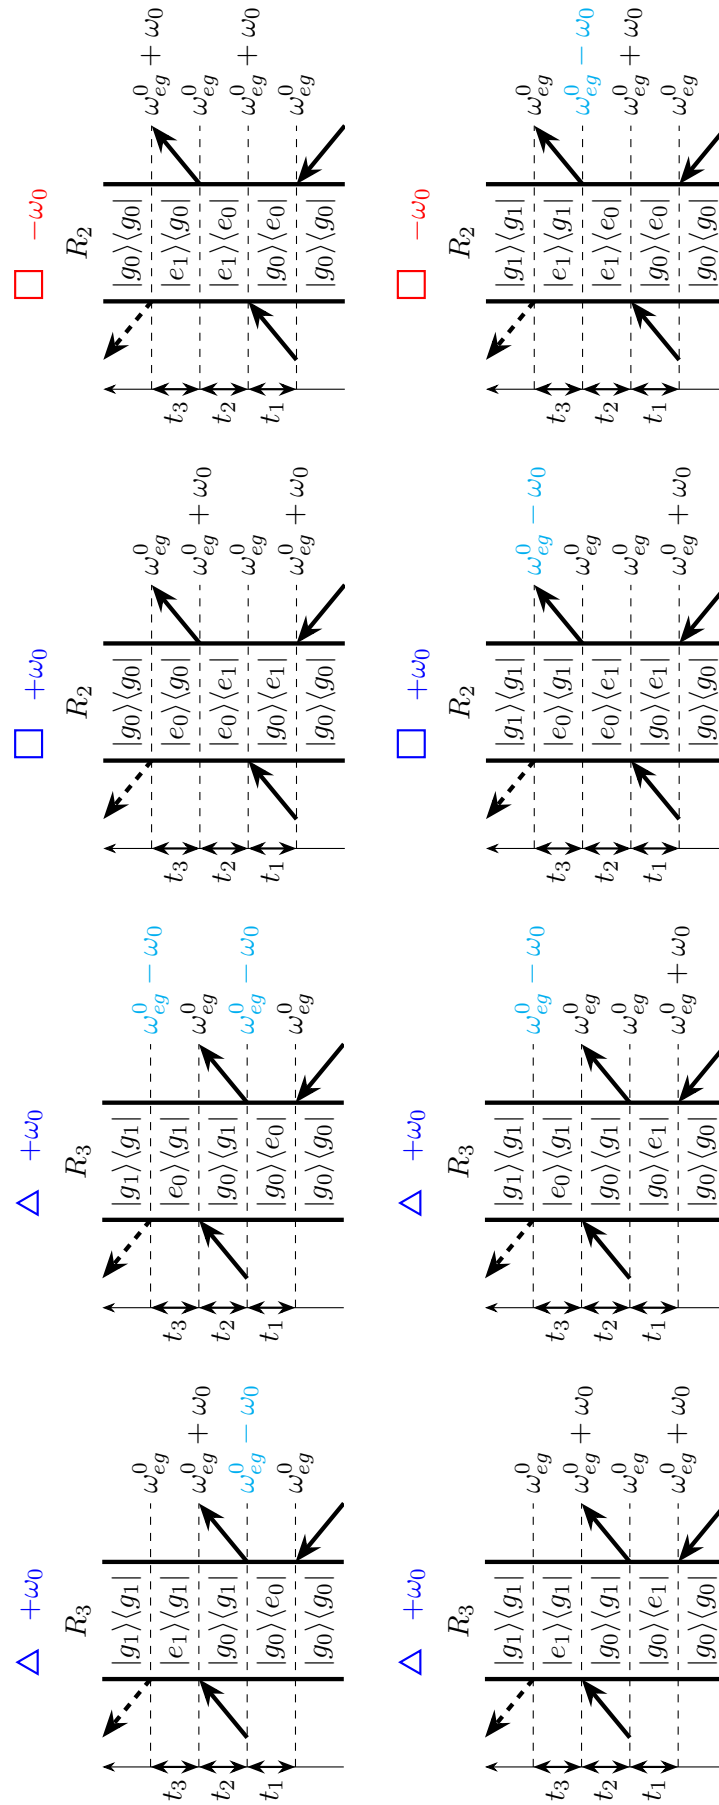 △ +ω₀
R₃
|g₁⟩⟨g₁|
ω⁰ₑg
t₃ |e₁⟩⟨g₁|
ω⁰ₑg + ω₀
t₂ |g₀⟩⟨g₁|
ω⁰ₑg − ω₀
t₁ |g₀⟩⟨e₀|
ω⁰ₑg
|g₀⟩⟨g₀|
△ +ω₀
R₃
|g₁⟩⟨g₁|
ω⁰ₑg − ω₀
t₃ |e₀⟩⟨g₁|
ω⁰ₑg
t₂ |g₀⟩⟨g₁|
ω⁰ₑg − ω₀
t₁ |g₀⟩⟨e₀|
ω⁰ₑg
|g₀⟩⟨g₀|
□ +ω₀
R₂
|g₀⟩⟨g₀|
ω⁰ₑg
t₃ |e₀⟩⟨g₀|
ω⁰ₑg + ω₀
t₂ |e₀⟩⟨e₁|
ω⁰ₑg
t₁ |g₀⟩⟨e₁|
ω⁰ₑg + ω₀
|g₀⟩⟨g₀|
□ −ω₀
R₂
|g₀⟩⟨g₀|
ω⁰ₑg + ω₀
t₃ |e₁⟩⟨g₀|
ω⁰ₑg
t₂ |e₁⟩⟨e₀|
ω⁰ₑg + ω₀
t₁ |g₀⟩⟨e₀|
ω⁰ₑg
|g₀⟩⟨g₀|
△ +ω₀
R₃
|g₁⟩⟨g₁|
ω⁰ₑg
t₃ |e₁⟩⟨g₁|
ω⁰ₑg + ω₀
t₂ |g₀⟩⟨g₁|
ω⁰ₑg
t₁ |g₀⟩⟨e₁|
ω⁰ₑg + ω₀
|g₀⟩⟨g₀|
△ +ω₀
R₃
|g₁⟩⟨g₁|
ω⁰ₑg − ω₀
t₃ |e₀⟩⟨g₁|
ω⁰ₑg
t₂ |g₀⟩⟨g₁|
ω⁰ₑg
t₁ |g₀⟩⟨e₁|
ω⁰ₑg + ω₀
|g₀⟩⟨g₀|
□ +ω₀
R₂
|g₁⟩⟨g₁|
ω⁰ₑg − ω₀
t₃ |e₀⟩⟨g₁|
ω⁰ₑg
t₂ |e₀⟩⟨e₁|
ω⁰ₑg
t₁ |g₀⟩⟨e₁|
ω⁰ₑg + ω₀
|g₀⟩⟨g₀|
□ −ω₀
R₂
|g₁⟩⟨g₁|
ω⁰ₑg
t₃ |e₁⟩⟨g₁|
ω⁰ₑg − ω₀
t₂ |e₁⟩⟨e₀|
ω⁰ₑg + ω₀
t₁ |g₀⟩⟨e₀|
ω⁰ₑg
|g₀⟩⟨g₀|